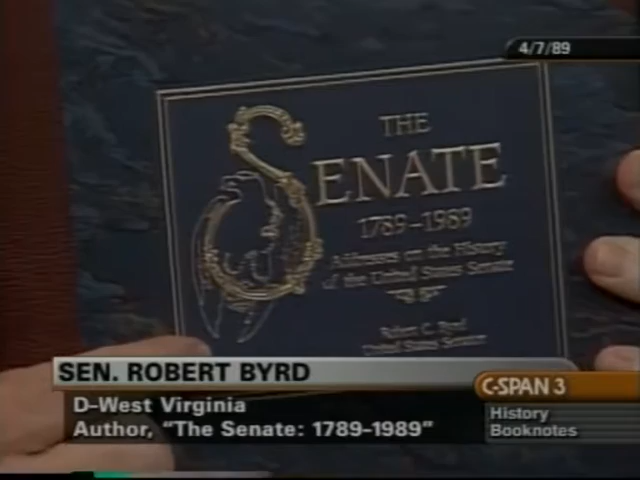 4/7/89
THE
SENATE
1789-1989
Addresses on the History
of the United States Senate
Robert C. Byrd
United States Senator
SEN. ROBERT BYRD
D-West Virginia
Author, "The Senate: 1789-1989"
C-SPAN 3
History
Booknotes